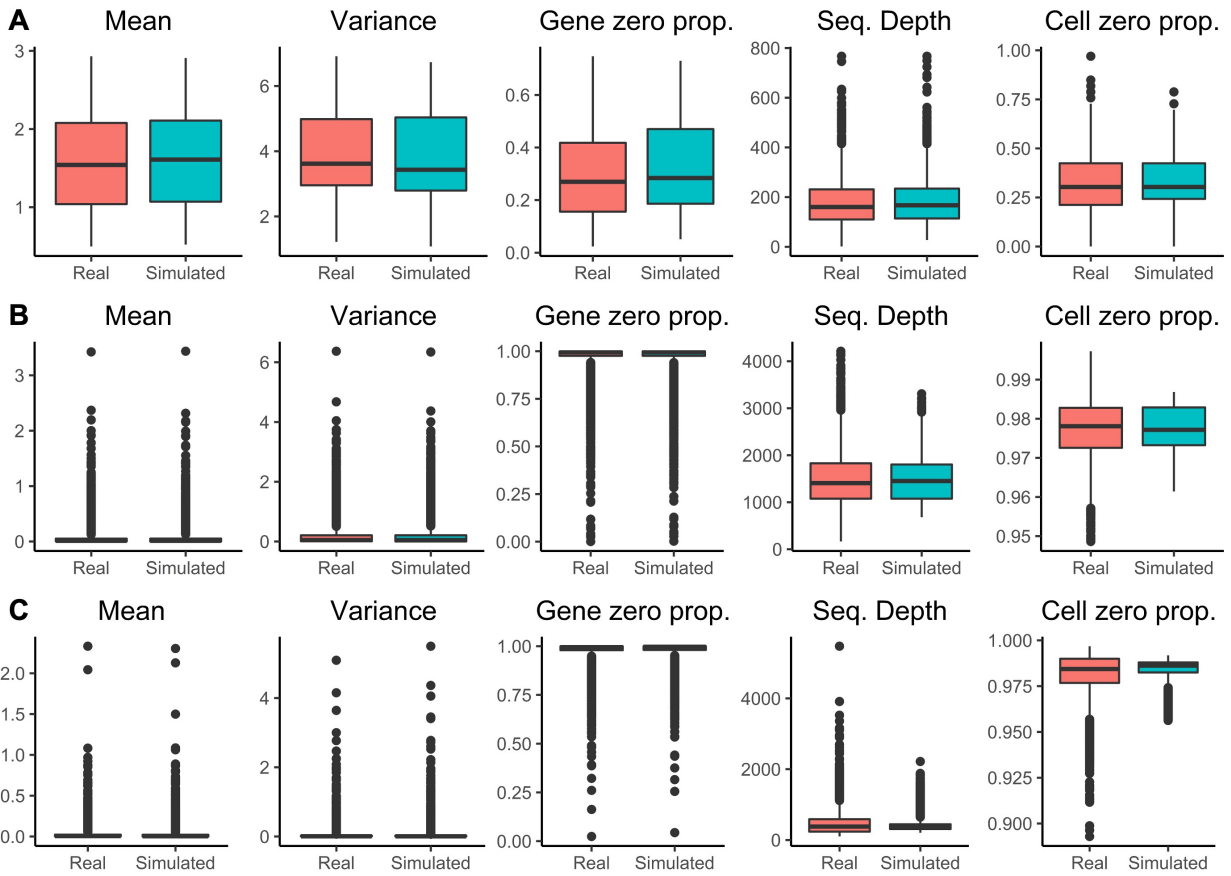 A
Mean
Variance
Gene zero prop.
Seq. Depth
Cell zero prop.
3
2
1
Real Simulated
6
4
2
Real Simulated
0.6
0.4
0.2
0.0
Real Simulated
800
600
400
200
0
Real Simulated
1.00
0.75
0.50
0.25
0.00
Real Simulated
B
Mean
Variance
Gene zero prop.
Seq. Depth
Cell zero prop.
3
2
1
0
Real Simulated
6
4
2
0
Real Simulated
1.00
0.75
0.50
0.25
0.00
Real Simulated
4000
3000
2000
1000
0
Real Simulated
0.99
0.98
0.97
0.96
0.95
Real Simulated
C
Mean
Variance
Gene zero prop.
Seq. Depth
Cell zero prop.
2.0
1.5
1.0
0.5
0.0
Real Simulated
4
2
0
Real Simulated
1.00
0.75
0.50
0.25
0.00
Real Simulated
4000
2000
0
Real Simulated
1.000
0.975
0.950
0.925
0.900
Real Simulated